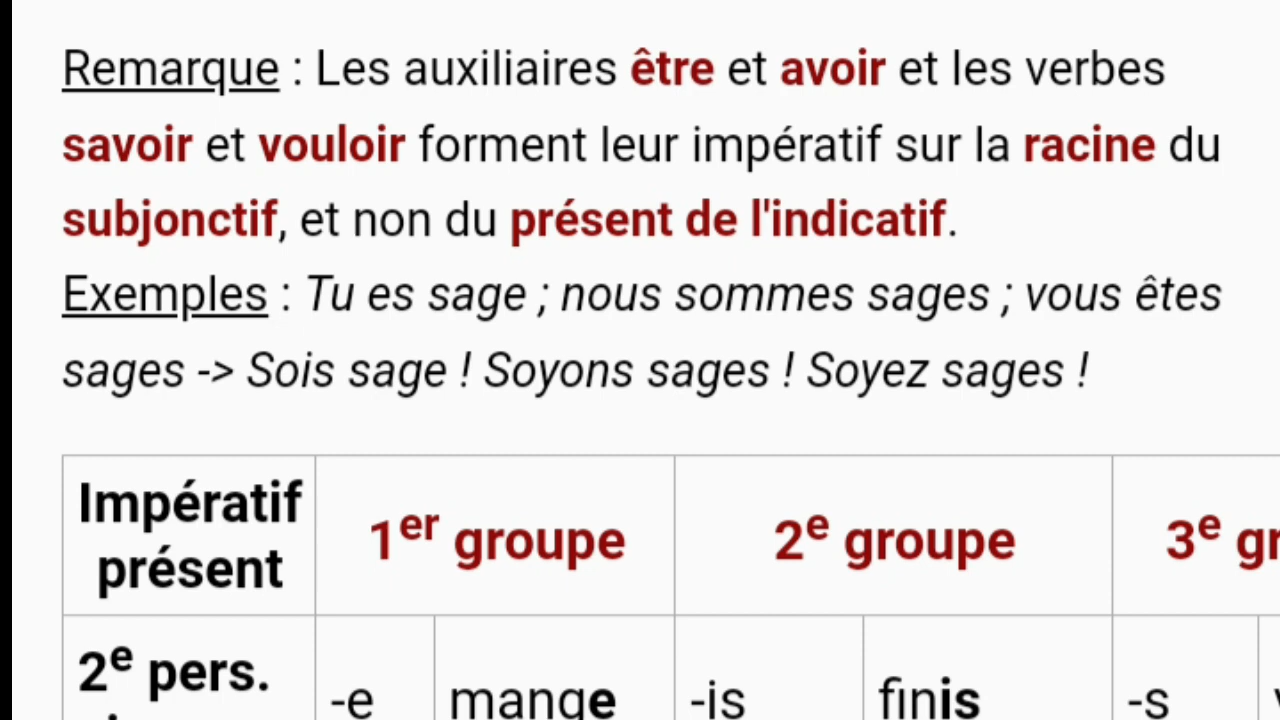 Remarque : Les auxiliaires être et avoir et les verbes
savoir et vouloir forment leur impératif sur la racine du
subjonctif, et non du présent de l'indicatif.
Exemples : Tu es sage ; nous sommes sages ; vous êtes
sages -> Sois sage ! Soyons sages ! Soyez sages !
Impératif
présent
1er groupe
2e groupe
3e
2e pers.
-e
mange
-is
finis
-s